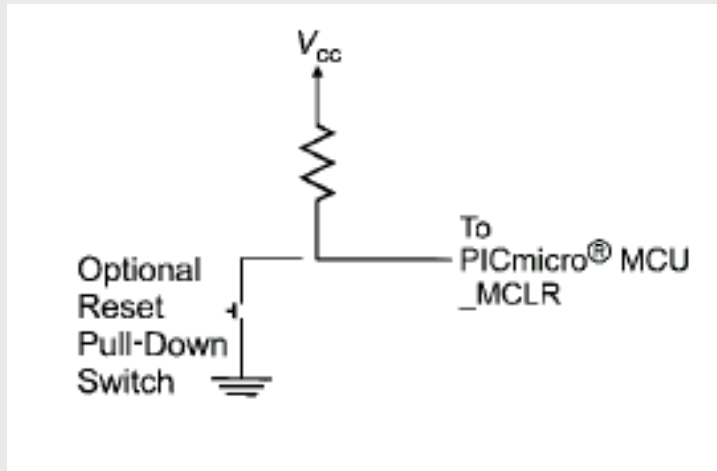 Vcc
To
PICmicro® MCU
_MCLR
Optional
Reset
Pull-Down
Switch